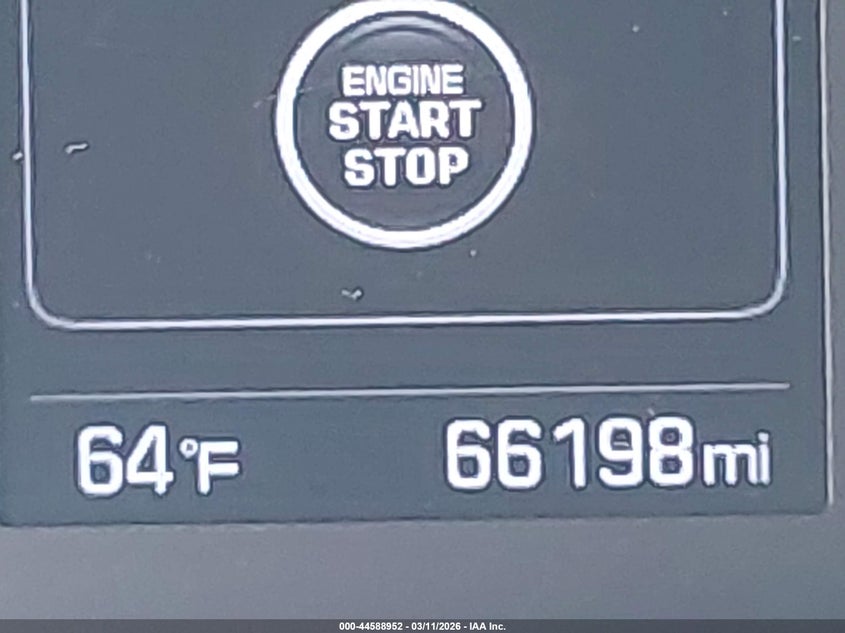 ENGINE
START
STOP
64°F 66198mi
000-44588952 - 03/11/2026 - IAA Inc.